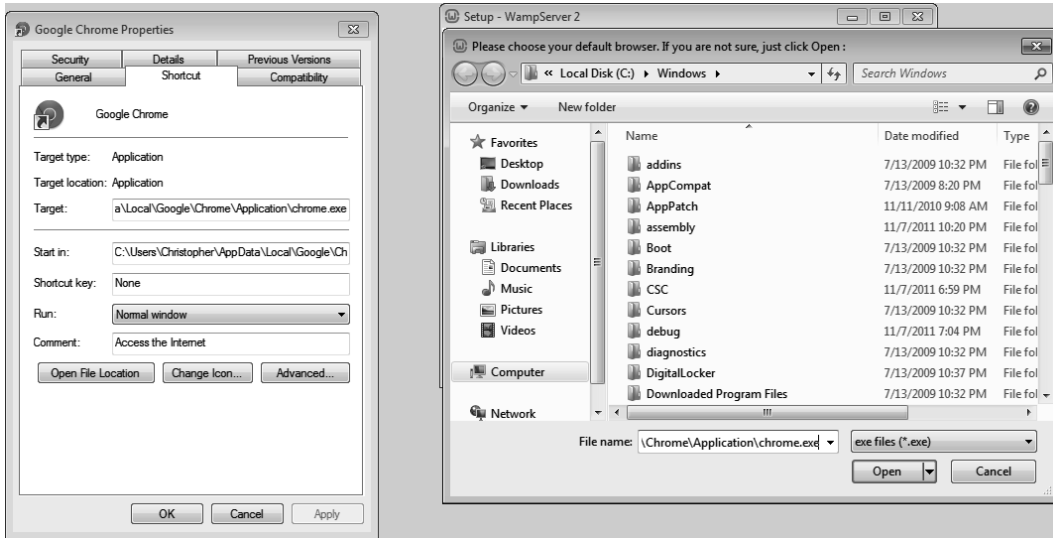 Google Chrome Properties
Security Details Previous Versions
General Shortcut Compatibility
Google Chrome
Target type: Application
Target location: Application
Target: a\Local\Google\Chrome\Application\chrome.exe
Start in: C:\Users\Christopher\AppData\Local\Google\Ch
Shortcut key: None
Run: Normal window
Comment: Access the Internet
Open File Location Change Icon... Advanced...
OK Cancel Apply
Setup - WampServer 2
Please choose your default browser. If you are not sure, just click Open :
« Local Disk (C:) Windows Search Windows
Organize New folder
Favorites
Desktop
Downloads
Recent Places
Libraries
Documents
Music
Pictures
Videos
Computer
Network
Name Date modified Type
addins 7/13/2009 10:32 PM File fol
AppCompat 7/13/2009 8:20 PM File fol
AppPatch 11/11/2010 9:08 AM File fol
assembly 11/7/2011 10:20 PM File fol
Boot 7/13/2009 10:32 PM File fol
Branding 7/13/2009 10:32 PM File fol
CSC 11/7/2011 6:59 PM File fol
Cursors 7/13/2009 10:32 PM File fol
debug 11/7/2011 7:04 PM File fol
diagnostics 7/13/2009 10:32 PM File fol
DigitalLocker 7/13/2009 10:37 PM File fol
Downloaded Program Files 7/13/2009 10:32 PM File fol
File name: \Chrome\Application\chrome.exe exe files (*.exe)
Open Cancel